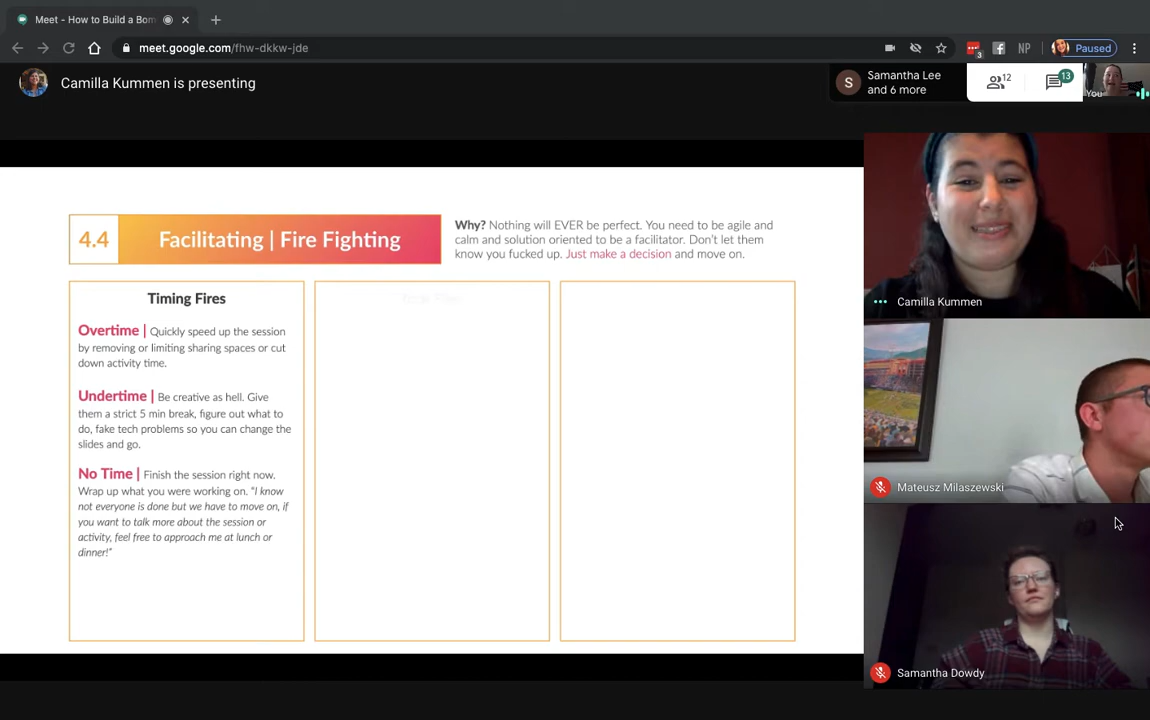 Meet - How to Build a Bom
meet.google.com/fhw-dkkw-jde
3
NP
Paused
Camilla Kummen is presenting
S
Samantha Lee
and 6 more
12
13
You
4.4
Facilitating | Fire Fighting
Why? Nothing will EVER be perfect. You need to be agile and
calm and solution oriented to be a facilitator. Don't let them
know you fucked up. Just make a decision and move on.
Timing Fires
Overtime | Quickly speed up the session
by removing or limiting sharing spaces or cut
down activity time.
Undertime | Be creative as hell. Give
them a strict 5 min break, figure out what to
do, fake tech problems so you can change the
slides and go.
No Time | Finish the session right now.
Wrap up what you were working on. "I know
not everyone is done but we have to move on, if
you want to talk more about the session or
activity, feel free to approach me at lunch or
dinner!"
Camilla Kummen
Mateusz Milaszewski
Samantha Dowdy